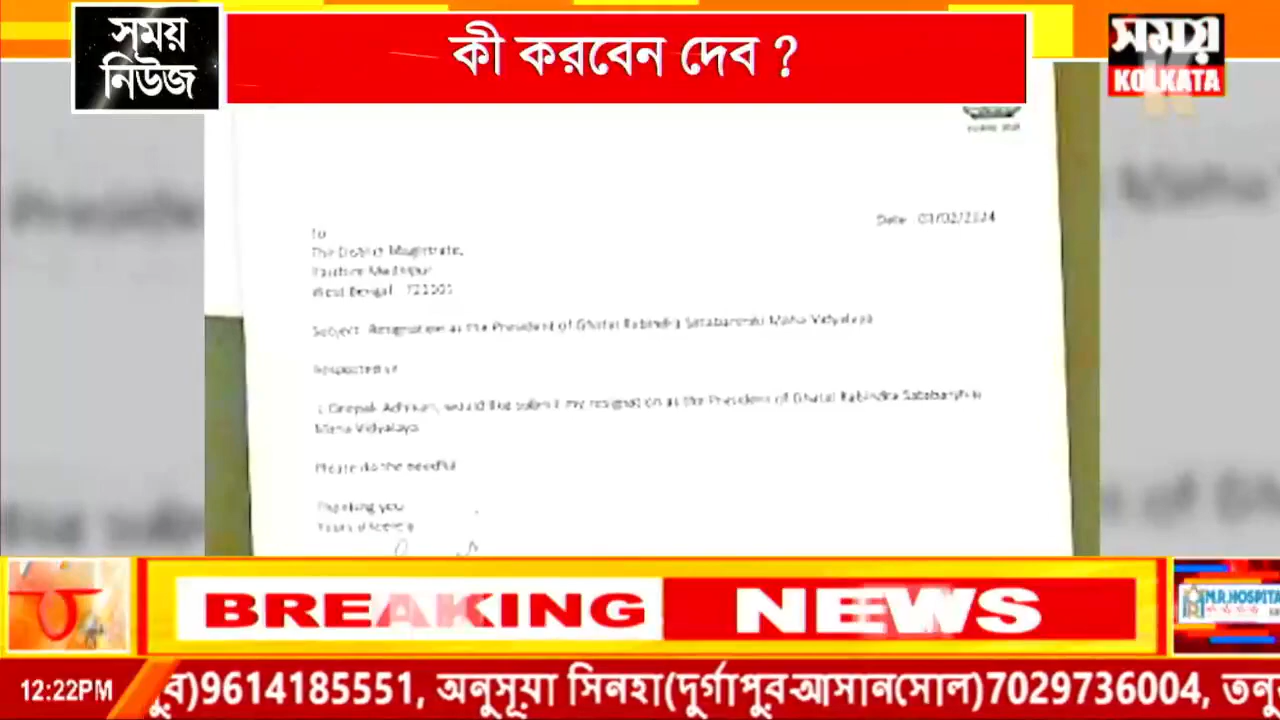 সময়
নিউজ
কী করবেন দেব ?
সময়
KOLKATA
Date : 03/02/2024
To
The District Magistrate,
Paschim Medinipur
West Bengal
Subject: Resignation as the President of Ghatal Rabindra Satabarshiki Maha Vidyalaya
Respected sir
I, Deepak Adhikari, would like submit my resignation as the President of Ghatal Rabindra Satabarshiki
Maha Vidyalaya
Please do the needful
Thanking you
Yours sincerely
BREAKING NEWS
M.R.HOSPITA
12:22PM
পুর)9614185551, অনুসূয়া সিনহা(দুর্গাপুর-আসানসোল)7029736004, তনু